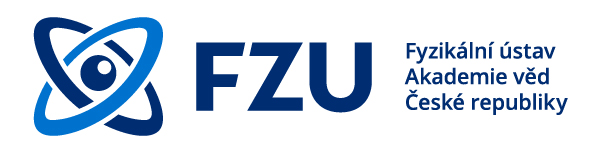 FZU
Fyzikální ústav
Akademie věd
České republiky